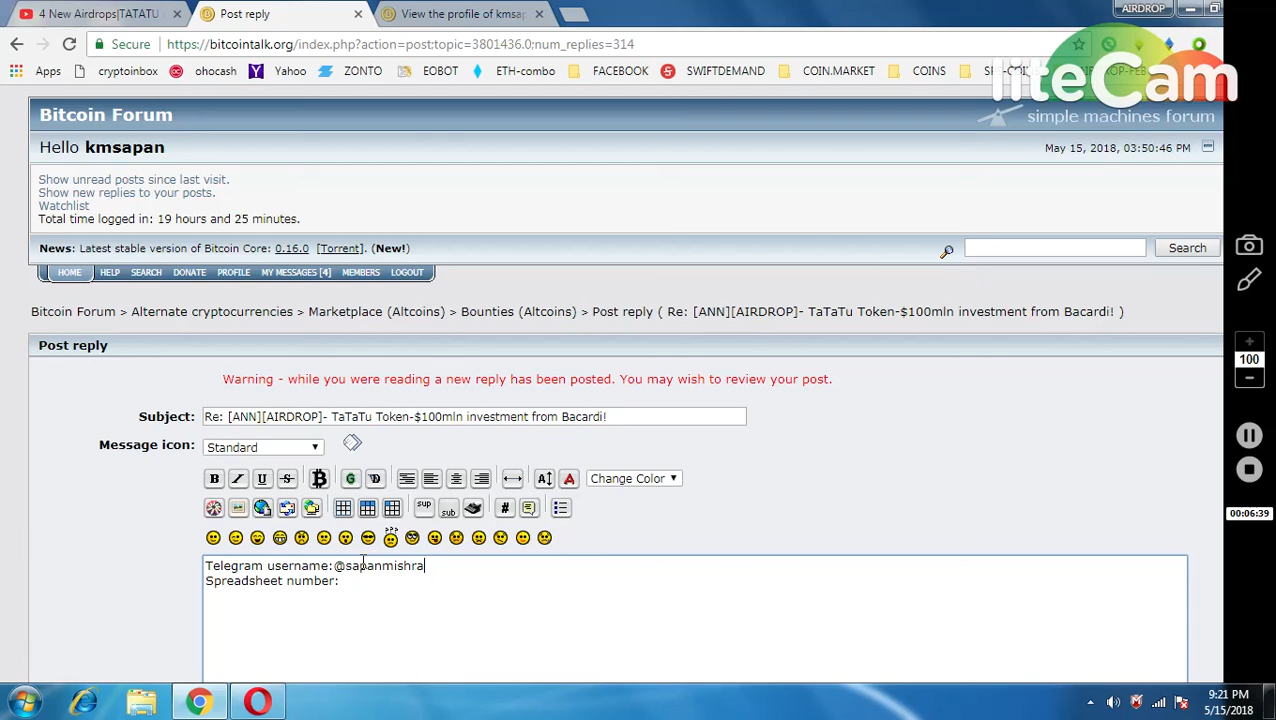 4 New Airdrops|TATATU
Post reply
View the profile of kmsap
AIRDROP
Secure
https://bitcointalk.org/index.php?action=post;topic=3801436.0;num_replies=314
Apps
cryptoinbox
ohocash
Yahoo
ZONTO
EOBOT
ETH-combo
FACEBOOK
SWIFTDEMAND
COIN.MARKET
COINS
liteCam
Bitcoin Forum
simple machines forum
Hello kmsapan
May 15, 2018, 03:50:46 PM
Show unread posts since last visit.
Show new replies to your posts.
Watchlist
Total time logged in: 19 hours and 25 minutes.
News: Latest stable version of Bitcoin Core: 0.16.0 [Torrent]. (New!)
Search
HOME HELP SEARCH DONATE PROFILE MY MESSAGES [4] MEMBERS LOGOUT
Bitcoin Forum > Alternate cryptocurrencies > Marketplace (Altcoins) > Bounties (Altcoins) > Post reply ( Re: [ANN][AIRDROP]- TaTaTu Token-$100mln investment from Bacardi! )
100
Post reply
Warning - while you were reading a new reply has been posted. You may wish to review your post.
Subject: Re: [ANN][AIRDROP]- TaTaTu Token-$100mln investment from Bacardi!
Message icon: Standard
B I U S
Change Color
sup sub #
00:06:39
Telegram username:@sapanmishra
Spreadsheet number:
9:21 PM
5/15/2018